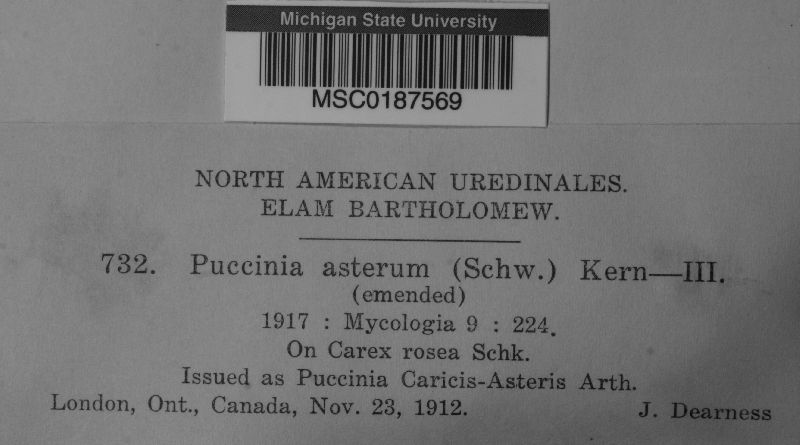 Michigan State University
MSC0187569
NORTH AMERICAN UREDINALES.
ELAM BARTHOLOMEW.
732. Puccinia asterum (Schw.) Kern—III.
(emended)
1917 : Mycologia 9 : 224.
On Carex rosea Schk.
Issued as Puccinia Caricis-Asteris Arth.
London, Ont., Canada, Nov. 23, 1912. J. Dearness